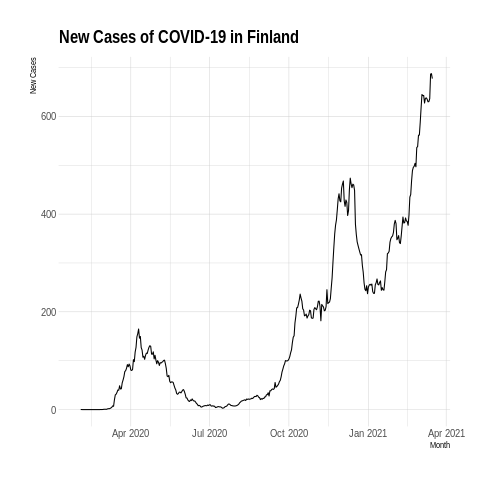 New Cases of COVID-19 in Finland
New Cases
600
400
200
0
Apr 2020 Jul 2020 Oct 2020 Jan 2021 Apr 2021
Month